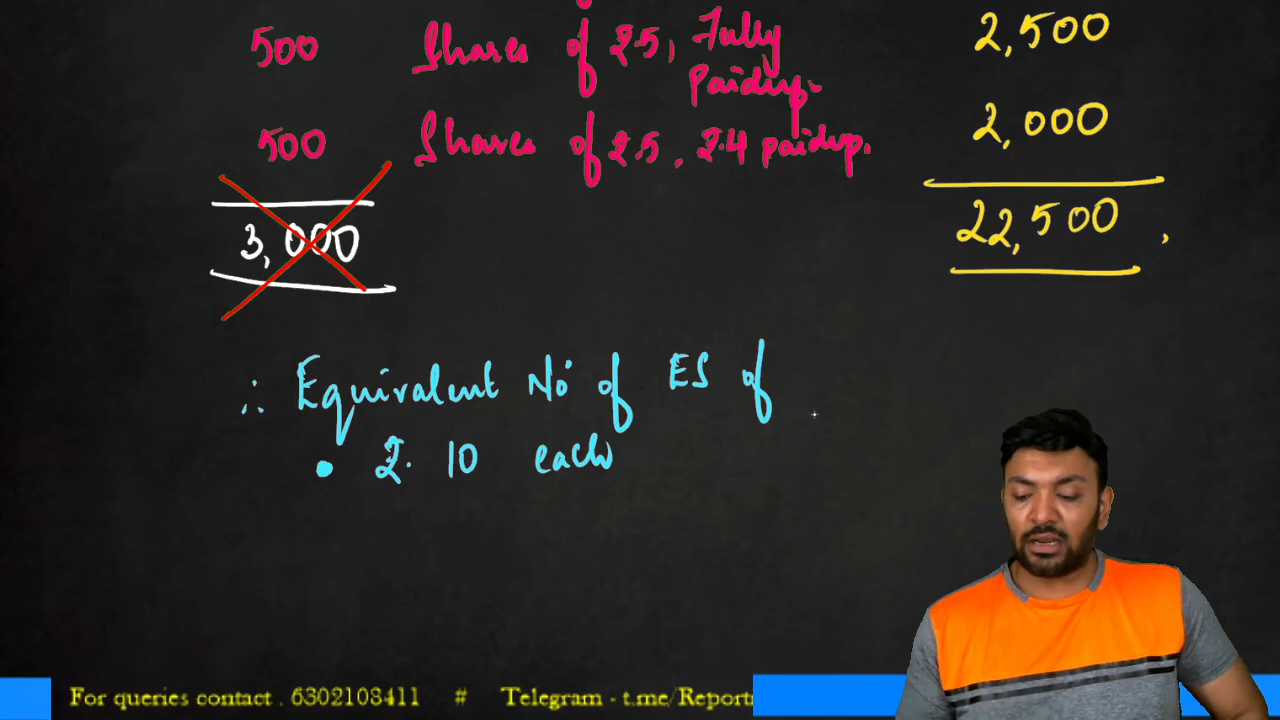 500 Shares of ₹.5, Fully 2,500
Paidup.
500 Shares of ₹.5, ₹.4 paidup. 2,000
3,000 22,500
∴ Equivalent No of ES of
₹. 10 each
For queries contact . 6302108411 # Telegram - t.me/Report